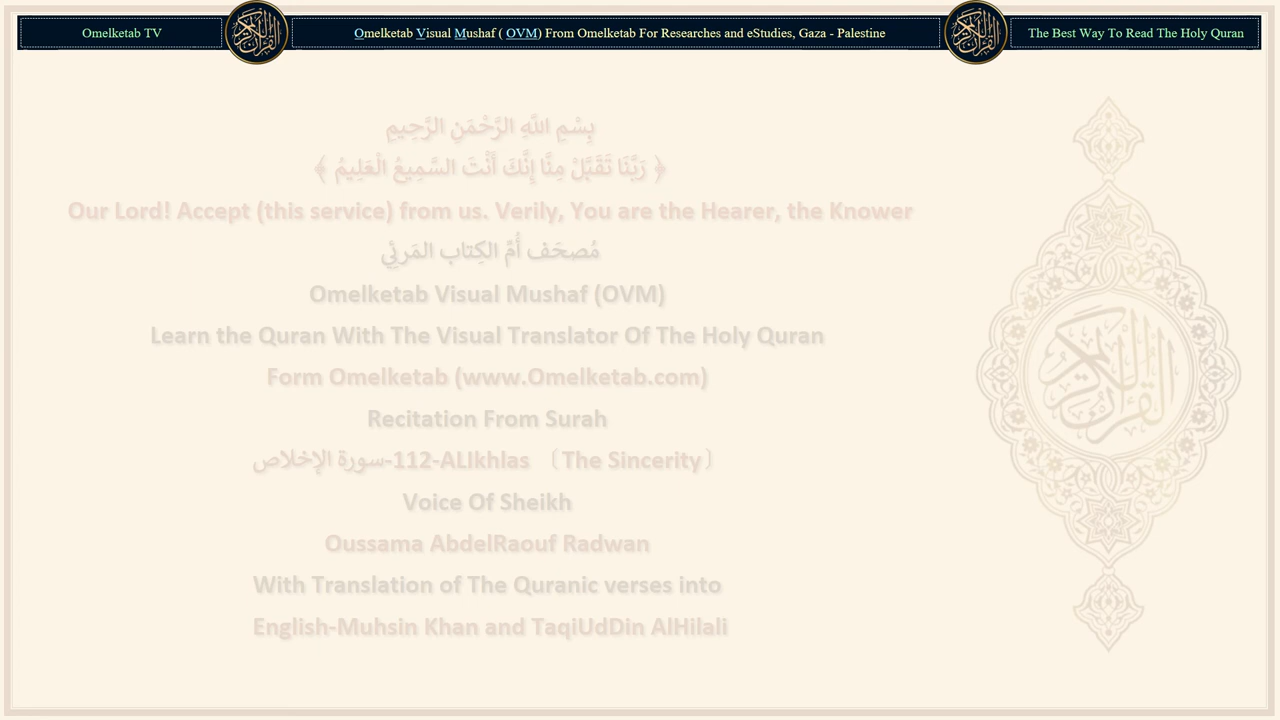 Omelketab TV
Omelketab Visual Mushaf ( OVM) From Omelketab For Researches and eStudies, Gaza - Palestine
The Best Way To Read The Holy Quran
بِسْمِ اللَّهِ الرَّحْمَنِ الرَّحِيمِ
﴿ رَبَّنَا تَقَبَّلْ مِنَّا إِنَّكَ أَنْتَ السَّمِيعُ الْعَلِيمُ ﴾
Our Lord! Accept (this service) from us. Verily, You are the Hearer, the Knower
مُصحَف أُمِّ الكِتاب المَرئِي
Omelketab Visual Mushaf (OVM)
Learn the Quran With The Visual Translator Of The Holy Quran
Form Omelketab (www.Omelketab.com)
Recitation From Surah
سورة الإخلاص-112-ALIkhlas 〔The Sincerity〕
Voice Of Sheikh
Oussama AbdelRaouf Radwan
With Translation of The Quranic verses into
English-Muhsin Khan and TaqiUdDin AlHilali
القرآن الكريم